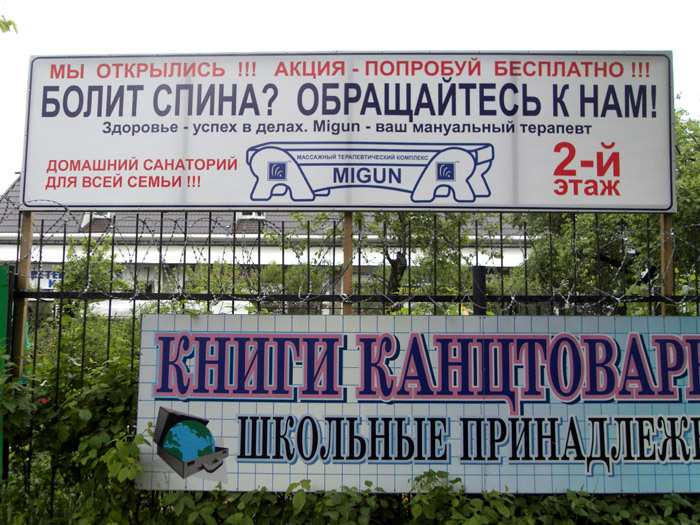 МЫ ОТКРЫЛИСЬ !!! АКЦИЯ - ПОПРОБУЙ БЕСПЛАТНО !!!
БОЛИТ СПИНА? ОБРАЩАЙТЕСЬ К НАМ!
Здоровье - успех в делах. Migun - ваш мануальный терапевт
ДОМАШНИЙ САНАТОРИЙ
ДЛЯ ВСЕЙ СЕМЬИ !!!
МАССАЖНЫЙ ТЕРАПЕВТИЧЕСКИЙ КОМПЛЕКС
MIGUN
2-й
этаж
КНИГИ КАНЦТОВАРЫ
ШКОЛЬНЫЕ ПРИНАДЛЕЖ